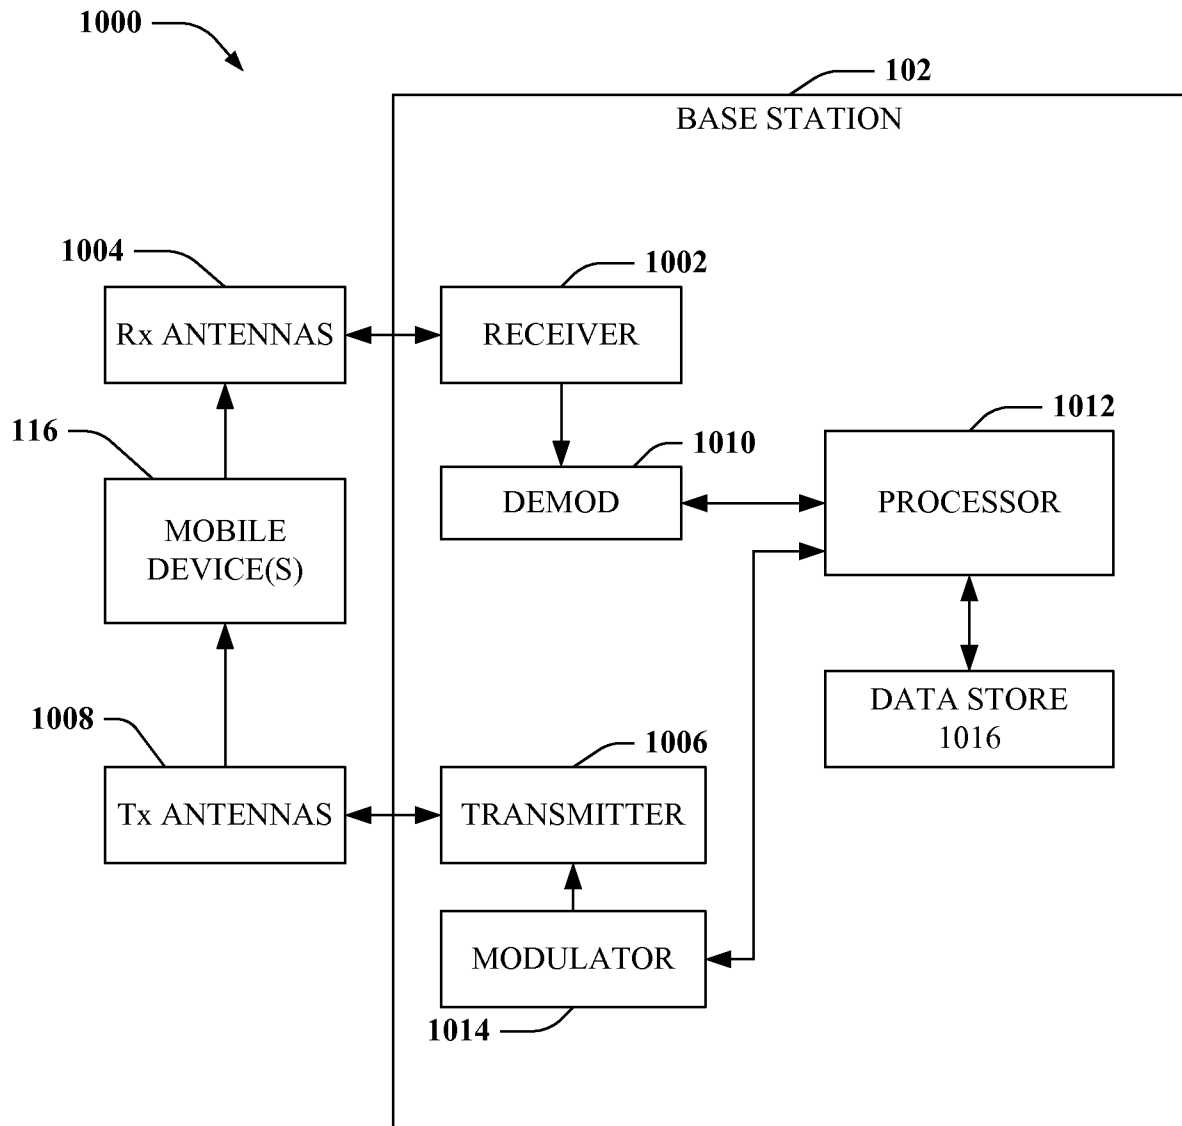 1000
102
BASE STATION
1004
1002
Rx ANTENNAS
RECEIVER
116
1010
1012
MOBILE
DEVICE(S)
DEMOD
PROCESSOR
1008
1006
DATA STORE
1016
Tx ANTENNAS
TRANSMITTER
MODULATOR
1014